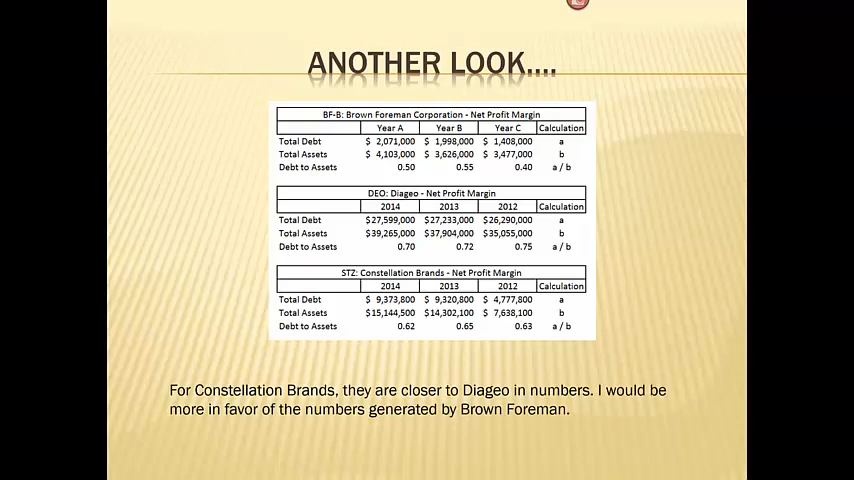 ANOTHER LOOK....
BF-B: Brown Foreman Corporation - Net Profit Margin
Year A Year B Year C Calculation
Total Debt $ 2,071,000 $ 1,998,000 $ 1,408,000 a
Total Assets $ 4,103,000 $ 3,626,000 $ 3,477,000 b
Debt to Assets 0.50 0.55 0.40 a / b
DEO: Diageo - Net Profit Margin
2014 2013 2012 Calculation
Total Debt $27,599,000 $27,233,000 $26,290,000 a
Total Assets $39,265,000 $37,904,000 $35,055,000 b
Debt to Assets 0.70 0.72 0.75 a / b
STZ: Constellation Brands - Net Profit Margin
2014 2013 2012 Calculation
Total Debt $ 9,373,800 $ 9,320,800 $ 4,777,800 a
Total Assets $15,144,500 $14,302,100 $ 7,638,100 b
Debt to Assets 0.62 0.65 0.63 a / b
For Constellation Brands, they are closer to Diageo in numbers. I would be
more in favor of the numbers generated by Brown Foreman.